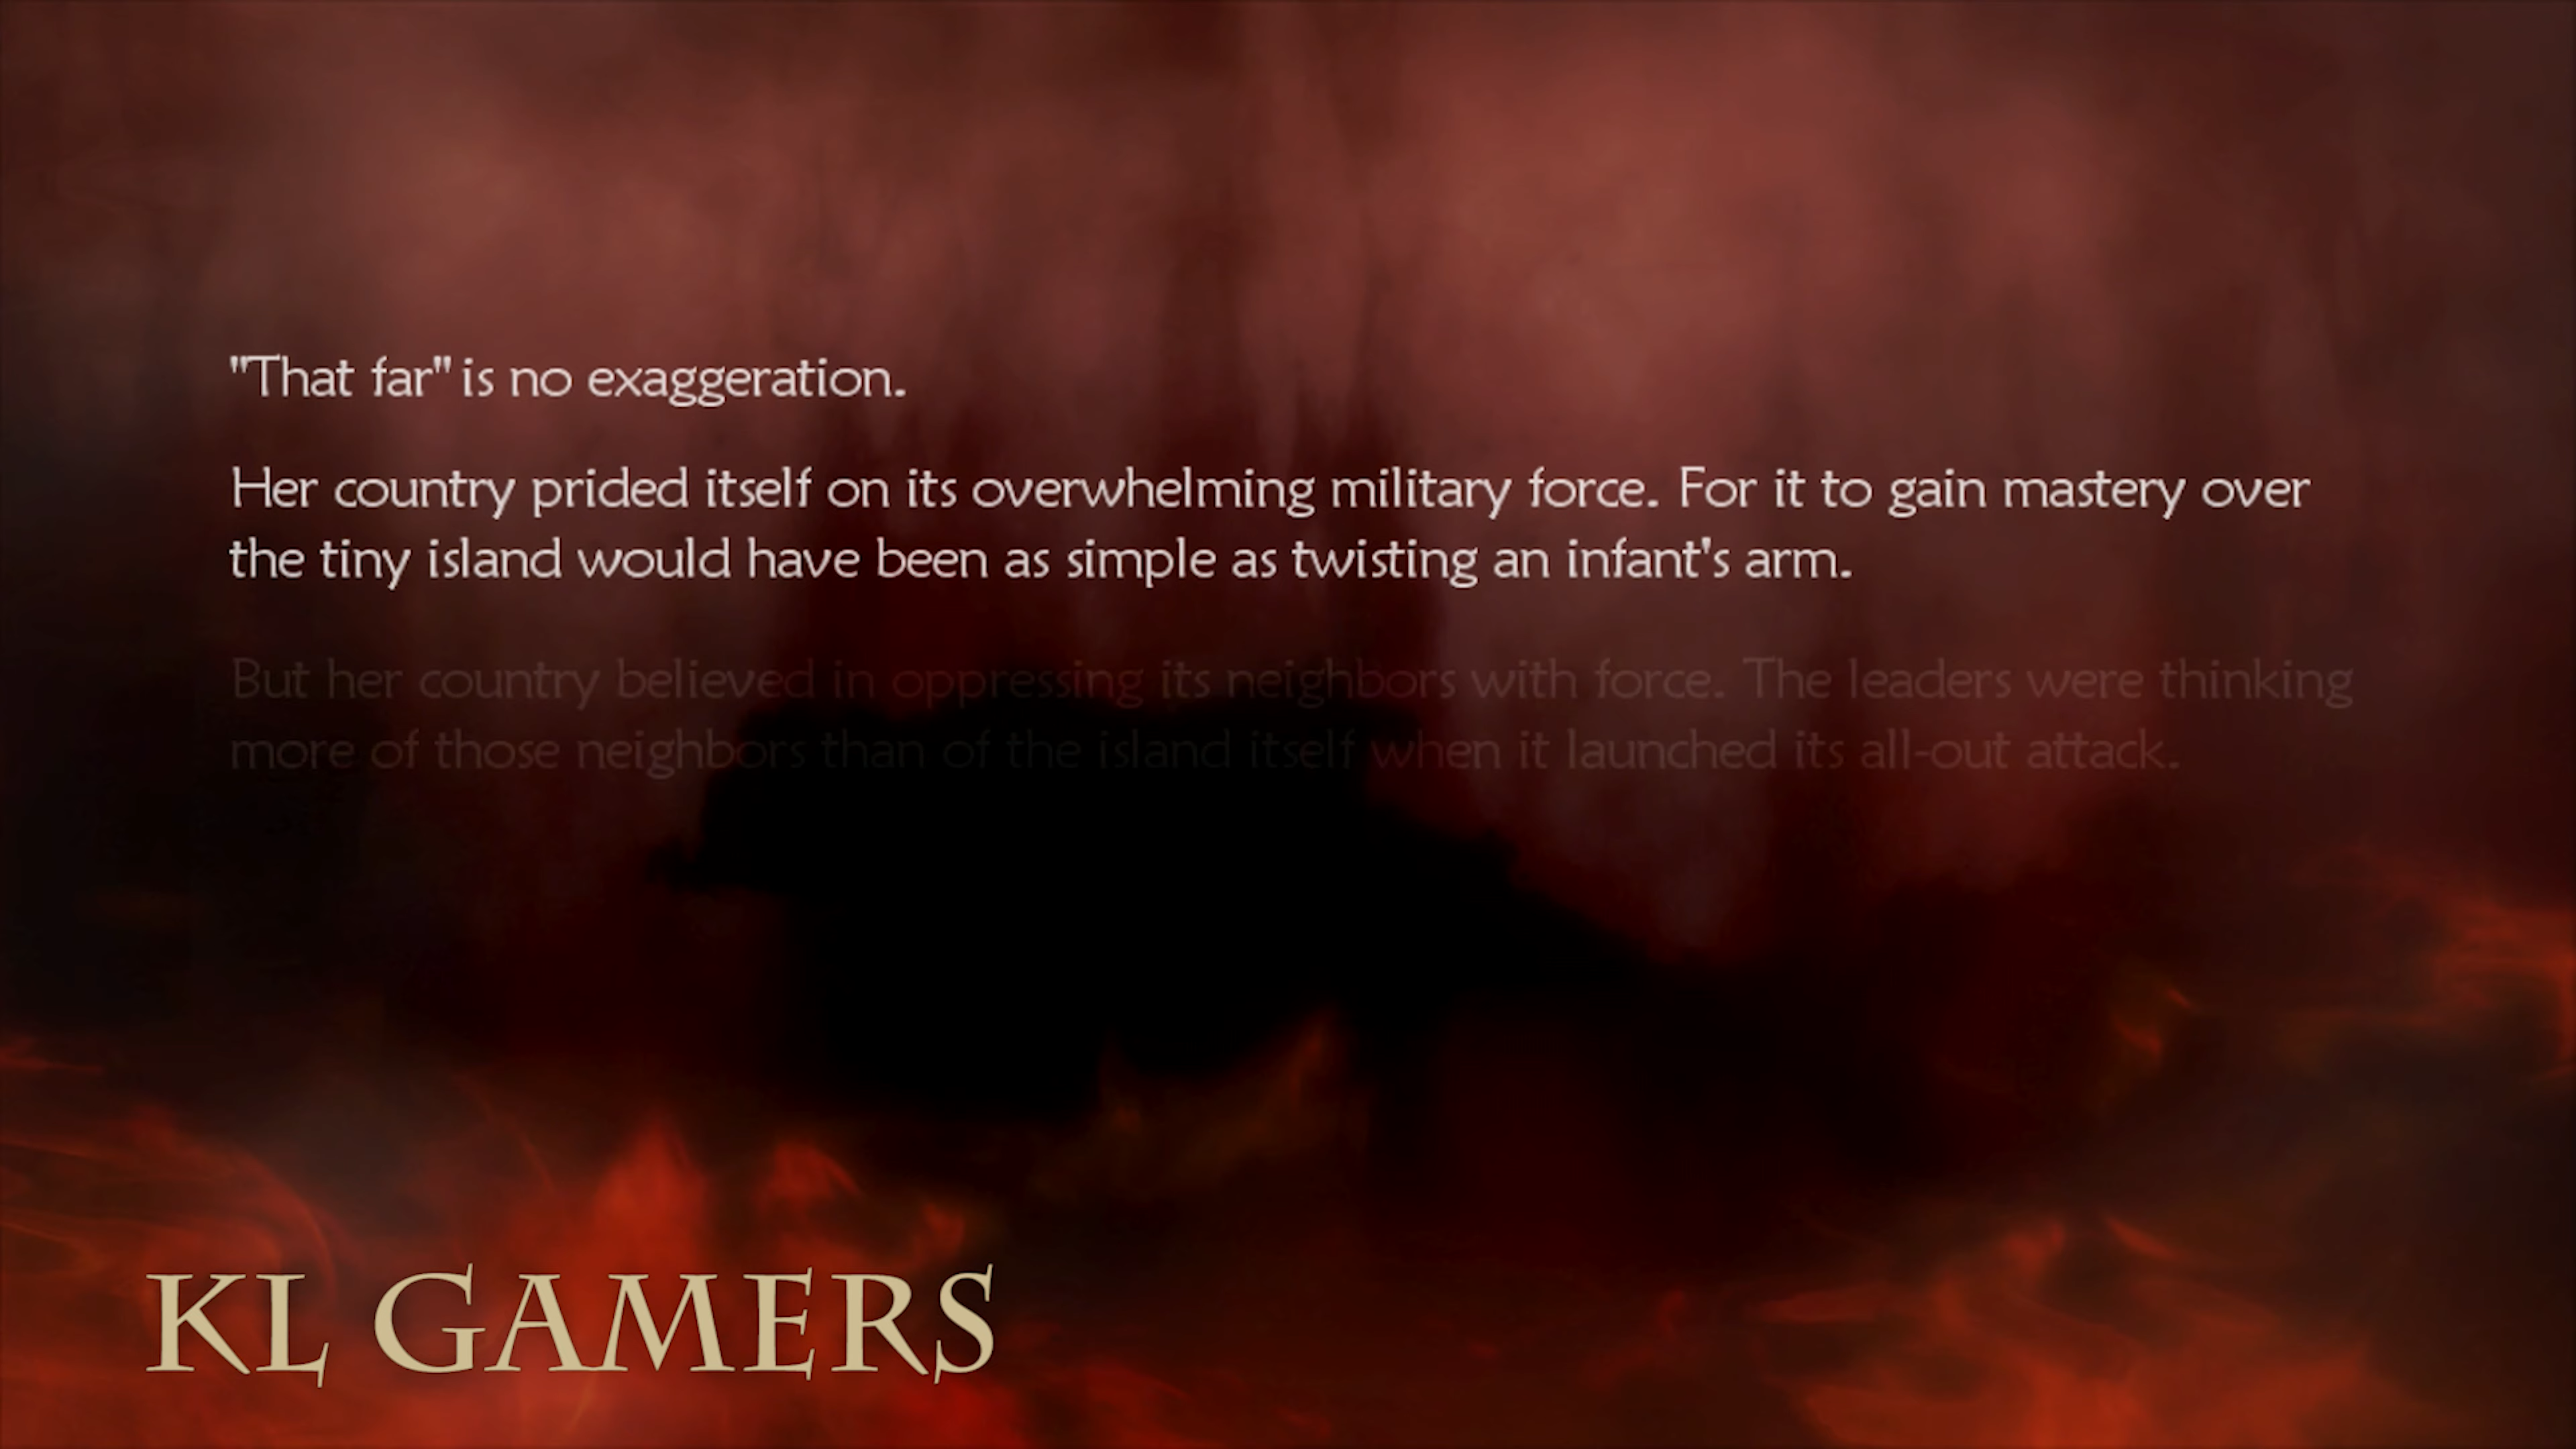 "That far" is no exaggeration.
Her country prided itself on its overwhelming military force. For it to gain mastery over
the tiny island would have been as simple as twisting an infant's arm.
But her country believed in oppressing its neighbors with force. The leaders were thinking
more of those neighbors than of the island itself when it launched its all-out attack.
KL GAMERS